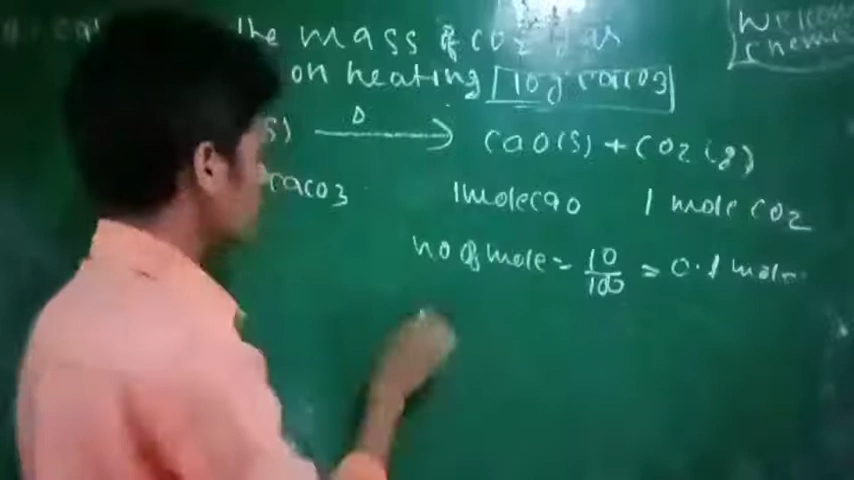 the mass of CO2 gas
on heating 10g CaCO3
(s) Δ → CaO(s) + CO2(g)
CaCO3 1mole CaO 1 mole CO2
no of mole = 10/100 = 0.1 mole